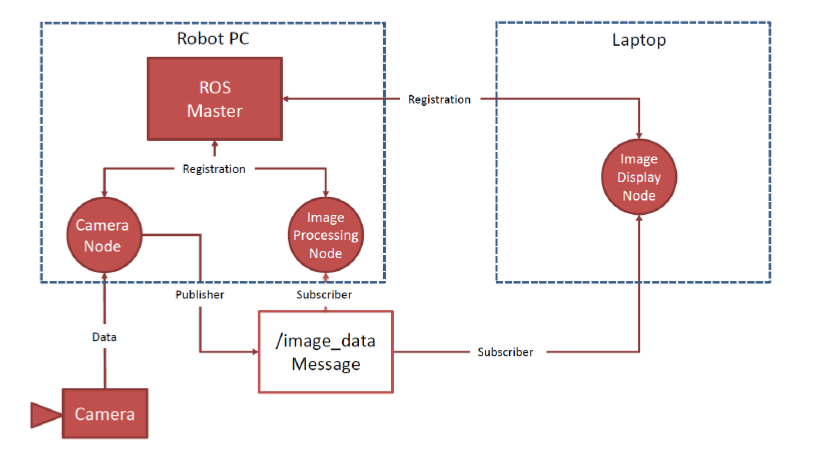 Robot PC
Laptop
ROS
Master
Registration
Registration
Image
Display
Node
Camera
Node
Image
Processing
Node
Publisher
Subscriber
/image_data
Message
Subscriber
Data
Camera